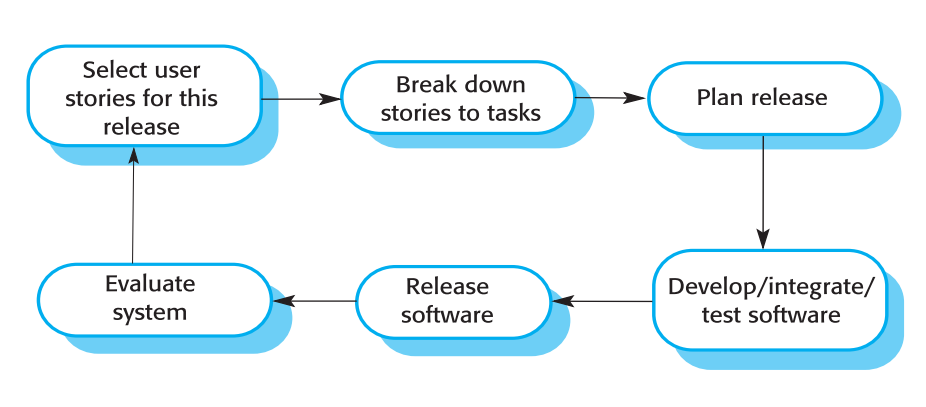 Select user
stories for this
release
Break down
stories to tasks
Plan release
Develop/integrate/
test software
Release
software
Evaluate
system